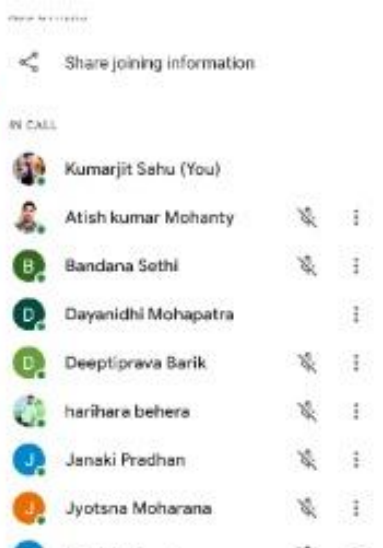 Share joining information
IN CALL
Kumarjit Sahu (You)
Atish kumar Mohanty
B Bandana Sethi
D Dayanidhi Mohapatra
D Deeptiprava Barik
harihara behera
J Janaki Pradhan
J Jyotsna Moharana